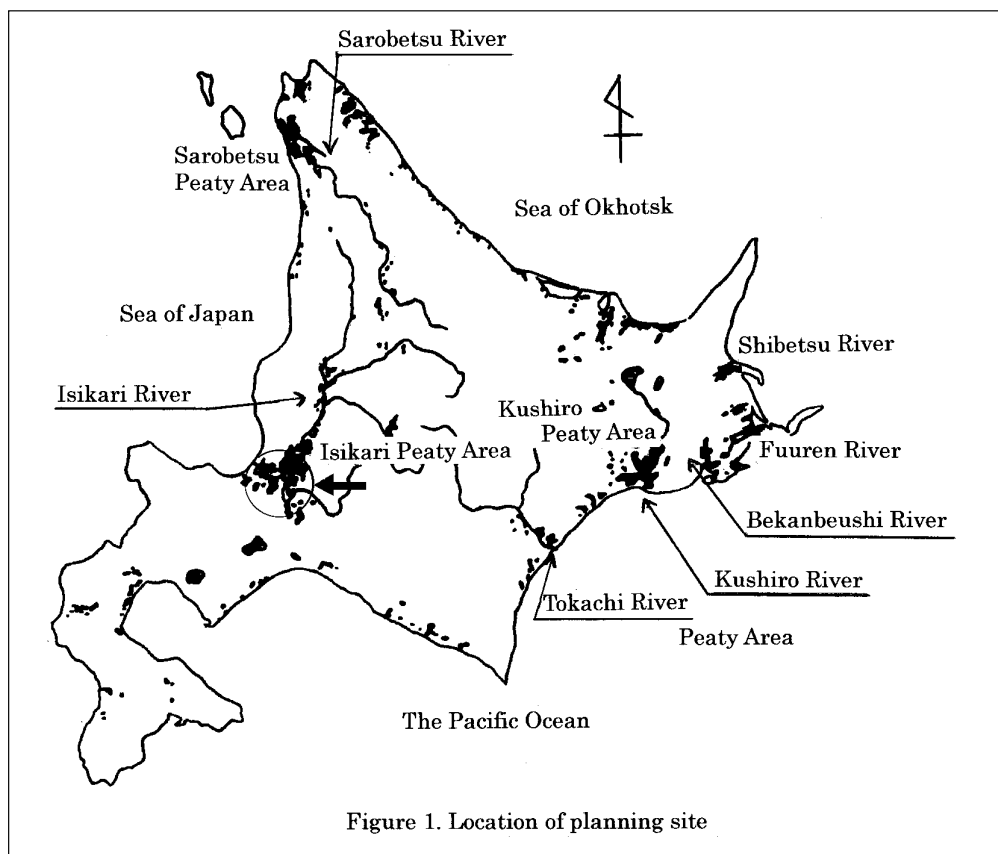 Sarobetsu River
Sarobetsu
Peaty Area
Sea of Okhotsk
Sea of Japan
Shibetsu River
Isikari River
Kushiro
Peaty Area
Isikari Peaty Area
Fuuren River
Bekanbeushi River
Kushiro River
Tokachi River
Peaty Area
The Pacific Ocean
Figure 1. Location of planning site